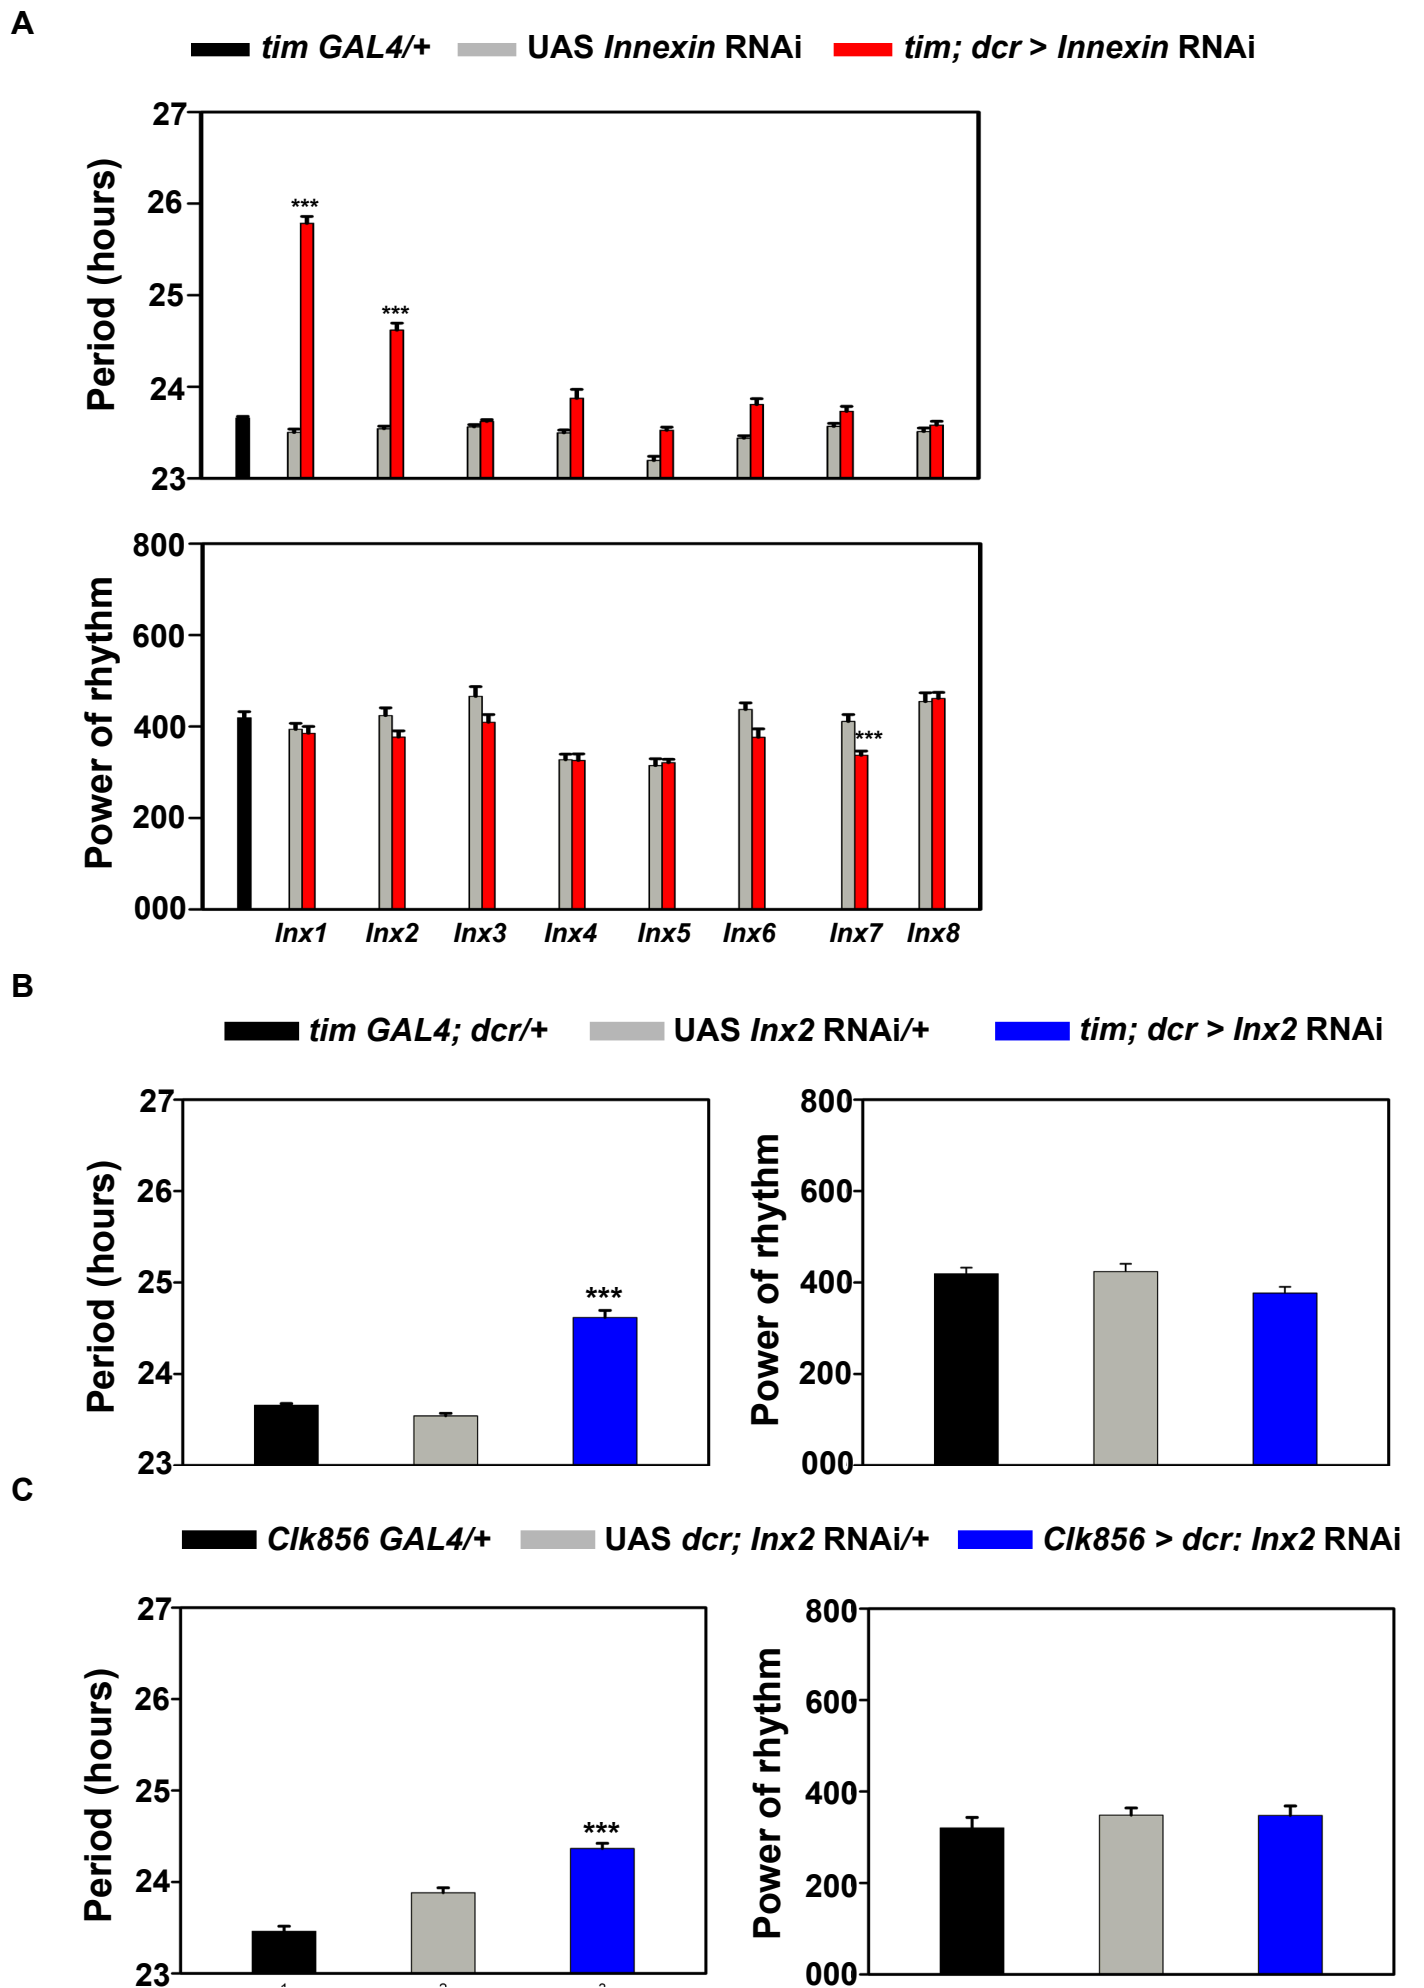 A
tim GAL4/+ UAS Innexin RNAi tim; dcr > Innexin RNAi
27
26
25
24
23
Period (hours)
***
***
800
600
400
200
000
Power of rhythm
***
Inx1 Inx2 Inx3 Inx4 Inx5 Inx6 Inx7 Inx8
B
tim GAL4; dcr/+ UAS Inx2 RNAi/+ tim; dcr > Inx2 RNAi
27
26
25
24
23
Period (hours)
***
800
600
400
200
000
Power of rhythm
C
Clk856 GAL4/+ UAS dcr; Inx2 RNAi/+ Clk856 > dcr; Inx2 RNAi
27
26
25
24
23
Period (hours)
***
800
600
400
200
000
Power of rhythm